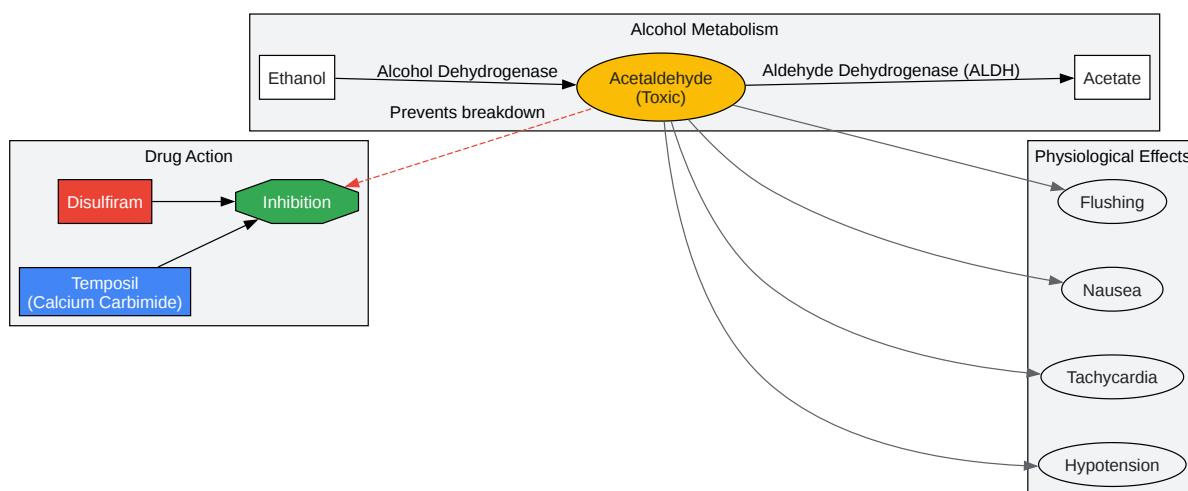 Alcohol Metabolism
Ethanol
Alcohol Dehydrogenase
Acetaldehyde
(Toxic)
Aldehyde Dehydrogenase (ALDH)
Acetate
Prevents breakdown
Drug Action
Disulfiram
Inhibition
Temposil
(Calcium Carbimide)
Physiological Effects
Flushing
Nausea
Tachycardia
Hypotension